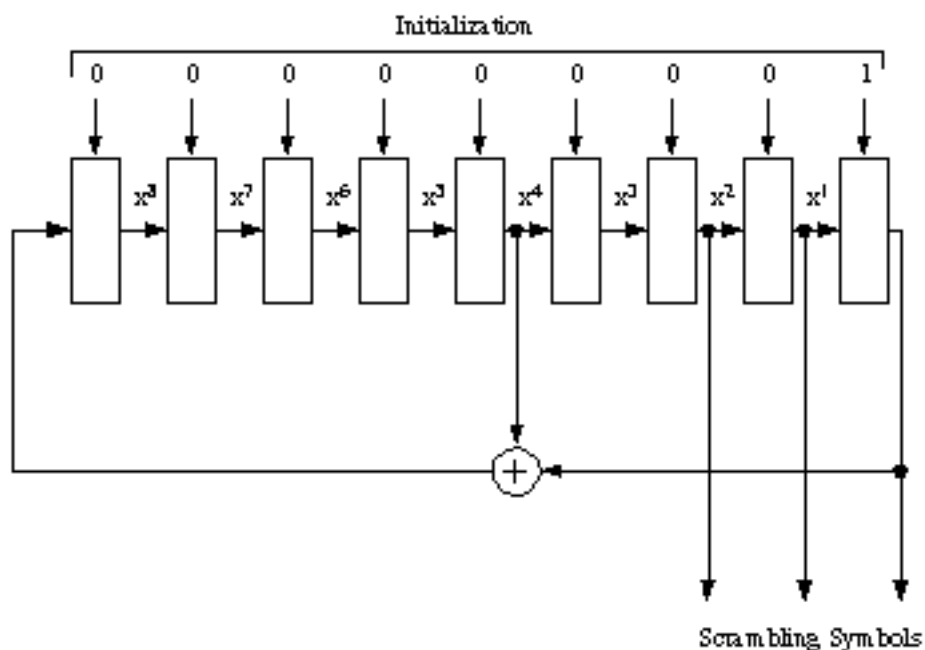 Initialization
0 0 0 0 0 0 0 0 1
x⁸ x⁷ x⁶ x⁵ x⁴ x³ x² x¹
+
Scrambling Symbols